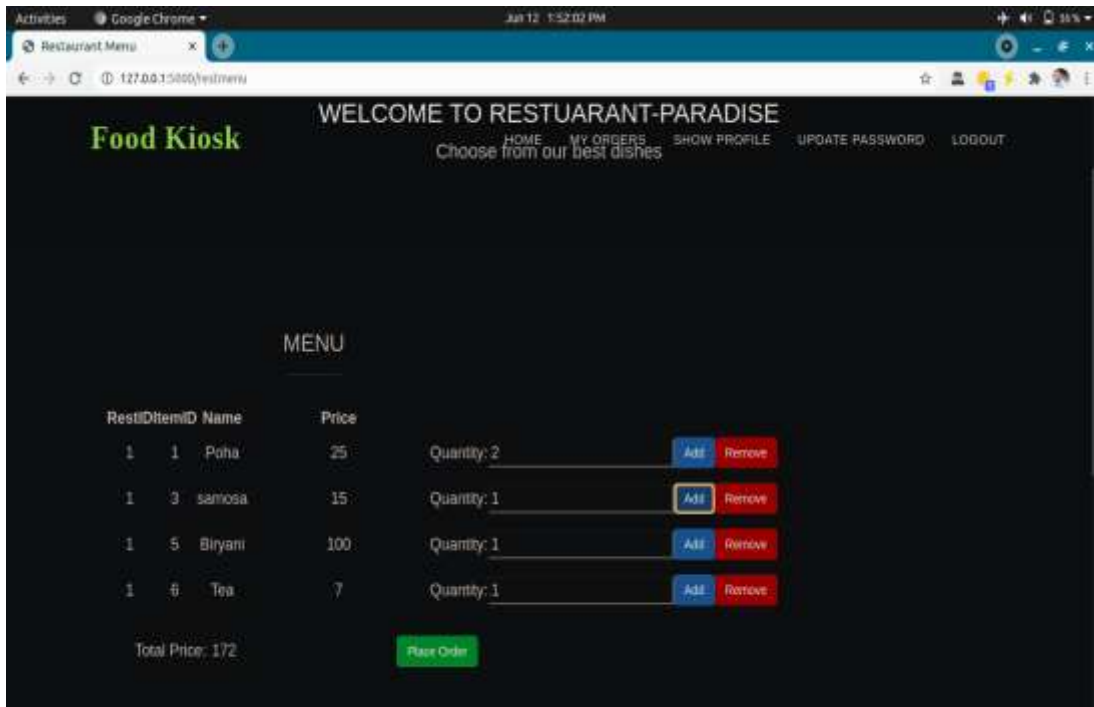 Activities Google Chrome Jun 12 1:52:02 PM
Restaurant Menu
127.0.0.1:5000/restmenu
WELCOME TO RESTUARANT-PARADISE
Food Kiosk
HOME MY ORDERS SHOW PROFILE UPDATE PASSWORD LOGOUT
Choose from our best dishes
MENU
RestID ItemID Name Price
1 1 Poha 25 Quantity: 2 Add Remove
1 3 samosa 15 Quantity: 1 Add Remove
1 5 Biryani 100 Quantity: 1 Add Remove
1 6 Tea 7 Quantity: 1 Add Remove
Total Price: 172 Place Order